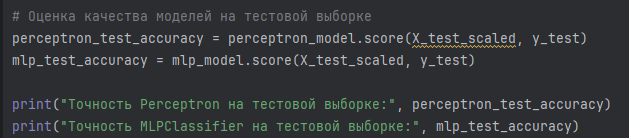 # Оценка качества моделей на тестовой выборке
perceptron_test_accuracy = perceptron_model.score(X_test_scaled, y_test)
mlp_test_accuracy = mlp_model.score(X_test_scaled, y_test)
print("Точность Perceptron на тестовой выборке:", perceptron_test_accuracy)
print("Точность MLPClassifier на тестовой выборке:", mlp_test_accuracy)